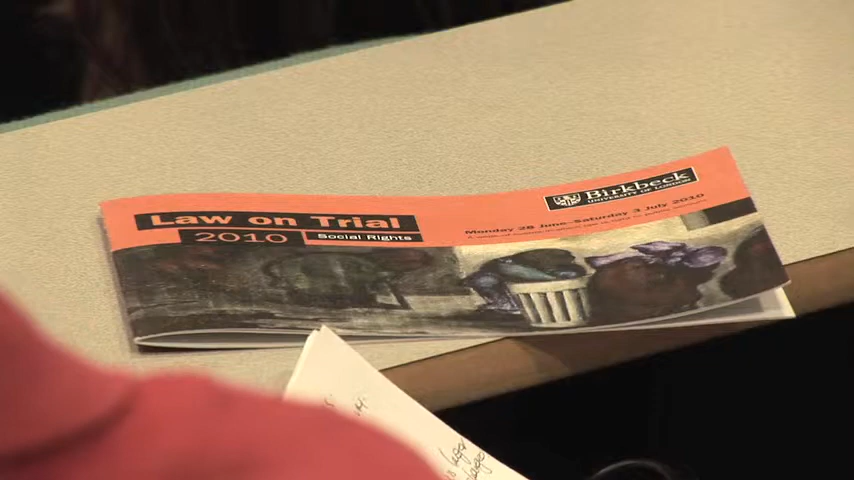 Law on Trial
2010
Social Rights
Birkbeck
UNIVERSITY OF LONDON
Monday 28 June–Saturday 3 July 2010